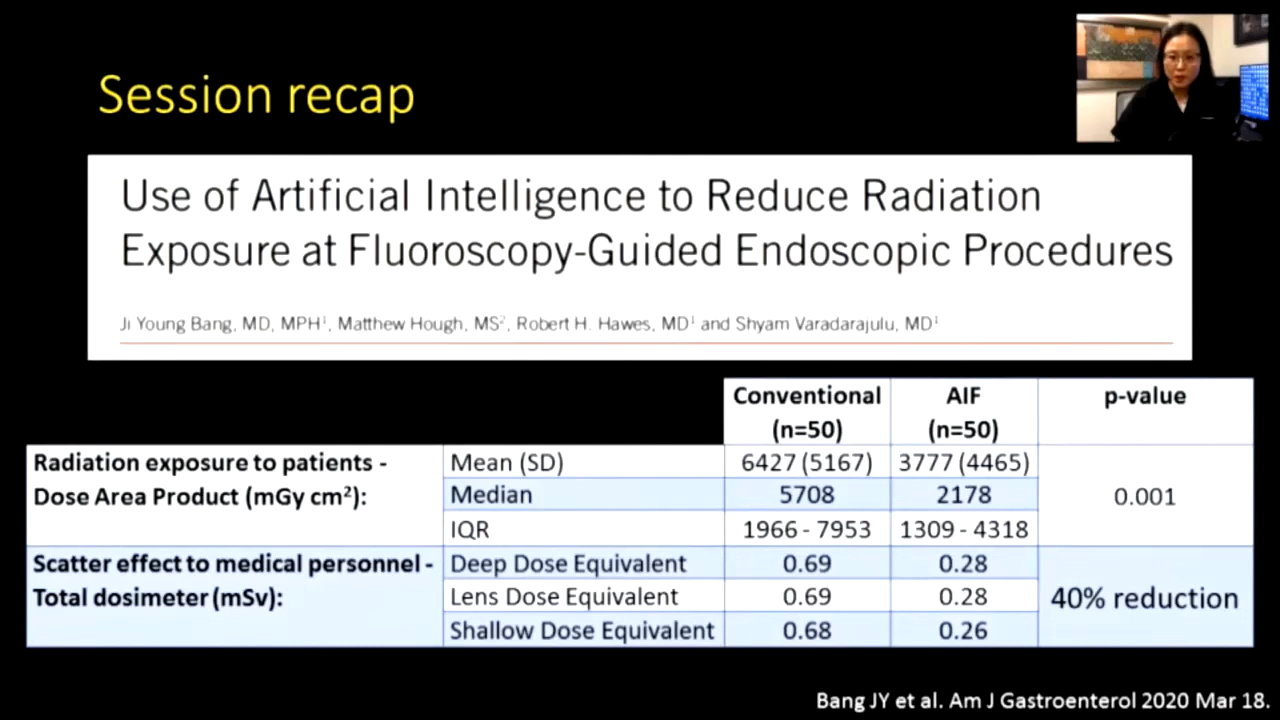 Session recap
Use of Artificial Intelligence to Reduce Radiation
Exposure at Fluoroscopy-Guided Endoscopic Procedures
Ji Young Bang, MD, MPH¹, Matthew Hough, MS², Robert H. Hawes, MD¹ and Shyam Varadarajulu, MD¹
Conventional (n=50) AIF (n=50) p-value
Radiation exposure to patients - Mean (SD) 6427 (5167) 3777 (4465)
Dose Area Product (mGy cm²): Median 5708 2178 0.001
IQR 1966 - 7953 1309 - 4318
Scatter effect to medical personnel - Deep Dose Equivalent 0.69 0.28
Total dosimeter (mSv): Lens Dose Equivalent 0.69 0.28 40% reduction
Shallow Dose Equivalent 0.68 0.26
Bang JY et al. Am J Gastroenterol 2020 Mar 18.